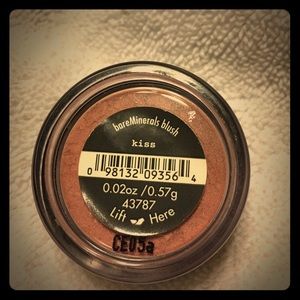 bareMinerals blush
kiss
0 98132 09356 4
0.02oz/0.57g
43787
Lift Here
CE05a